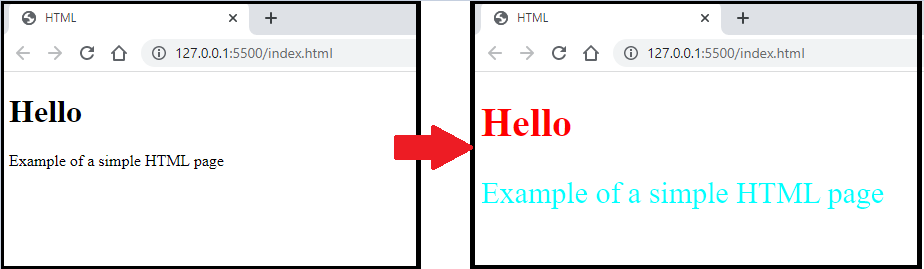 HTML
127.0.0.1:5500/index.html
Hello
Example of a simple HTML page
HTML
127.0.0.1:5500/index.html
Hello
Example of a simple HTML page